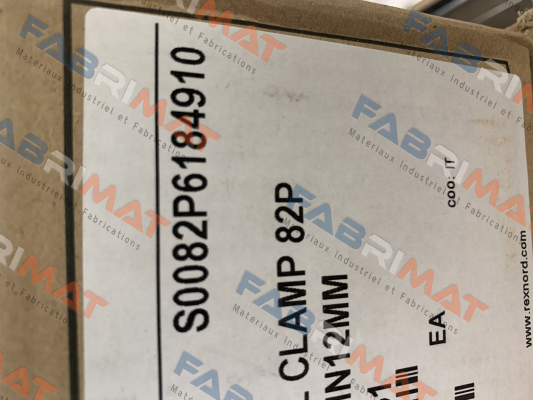 S0082P6184910
- CLAMP 82P
IN12MM
EA
COO: IT
www.rexnord.com
FABRIMAT
Matériaux Industriel et Fabrications